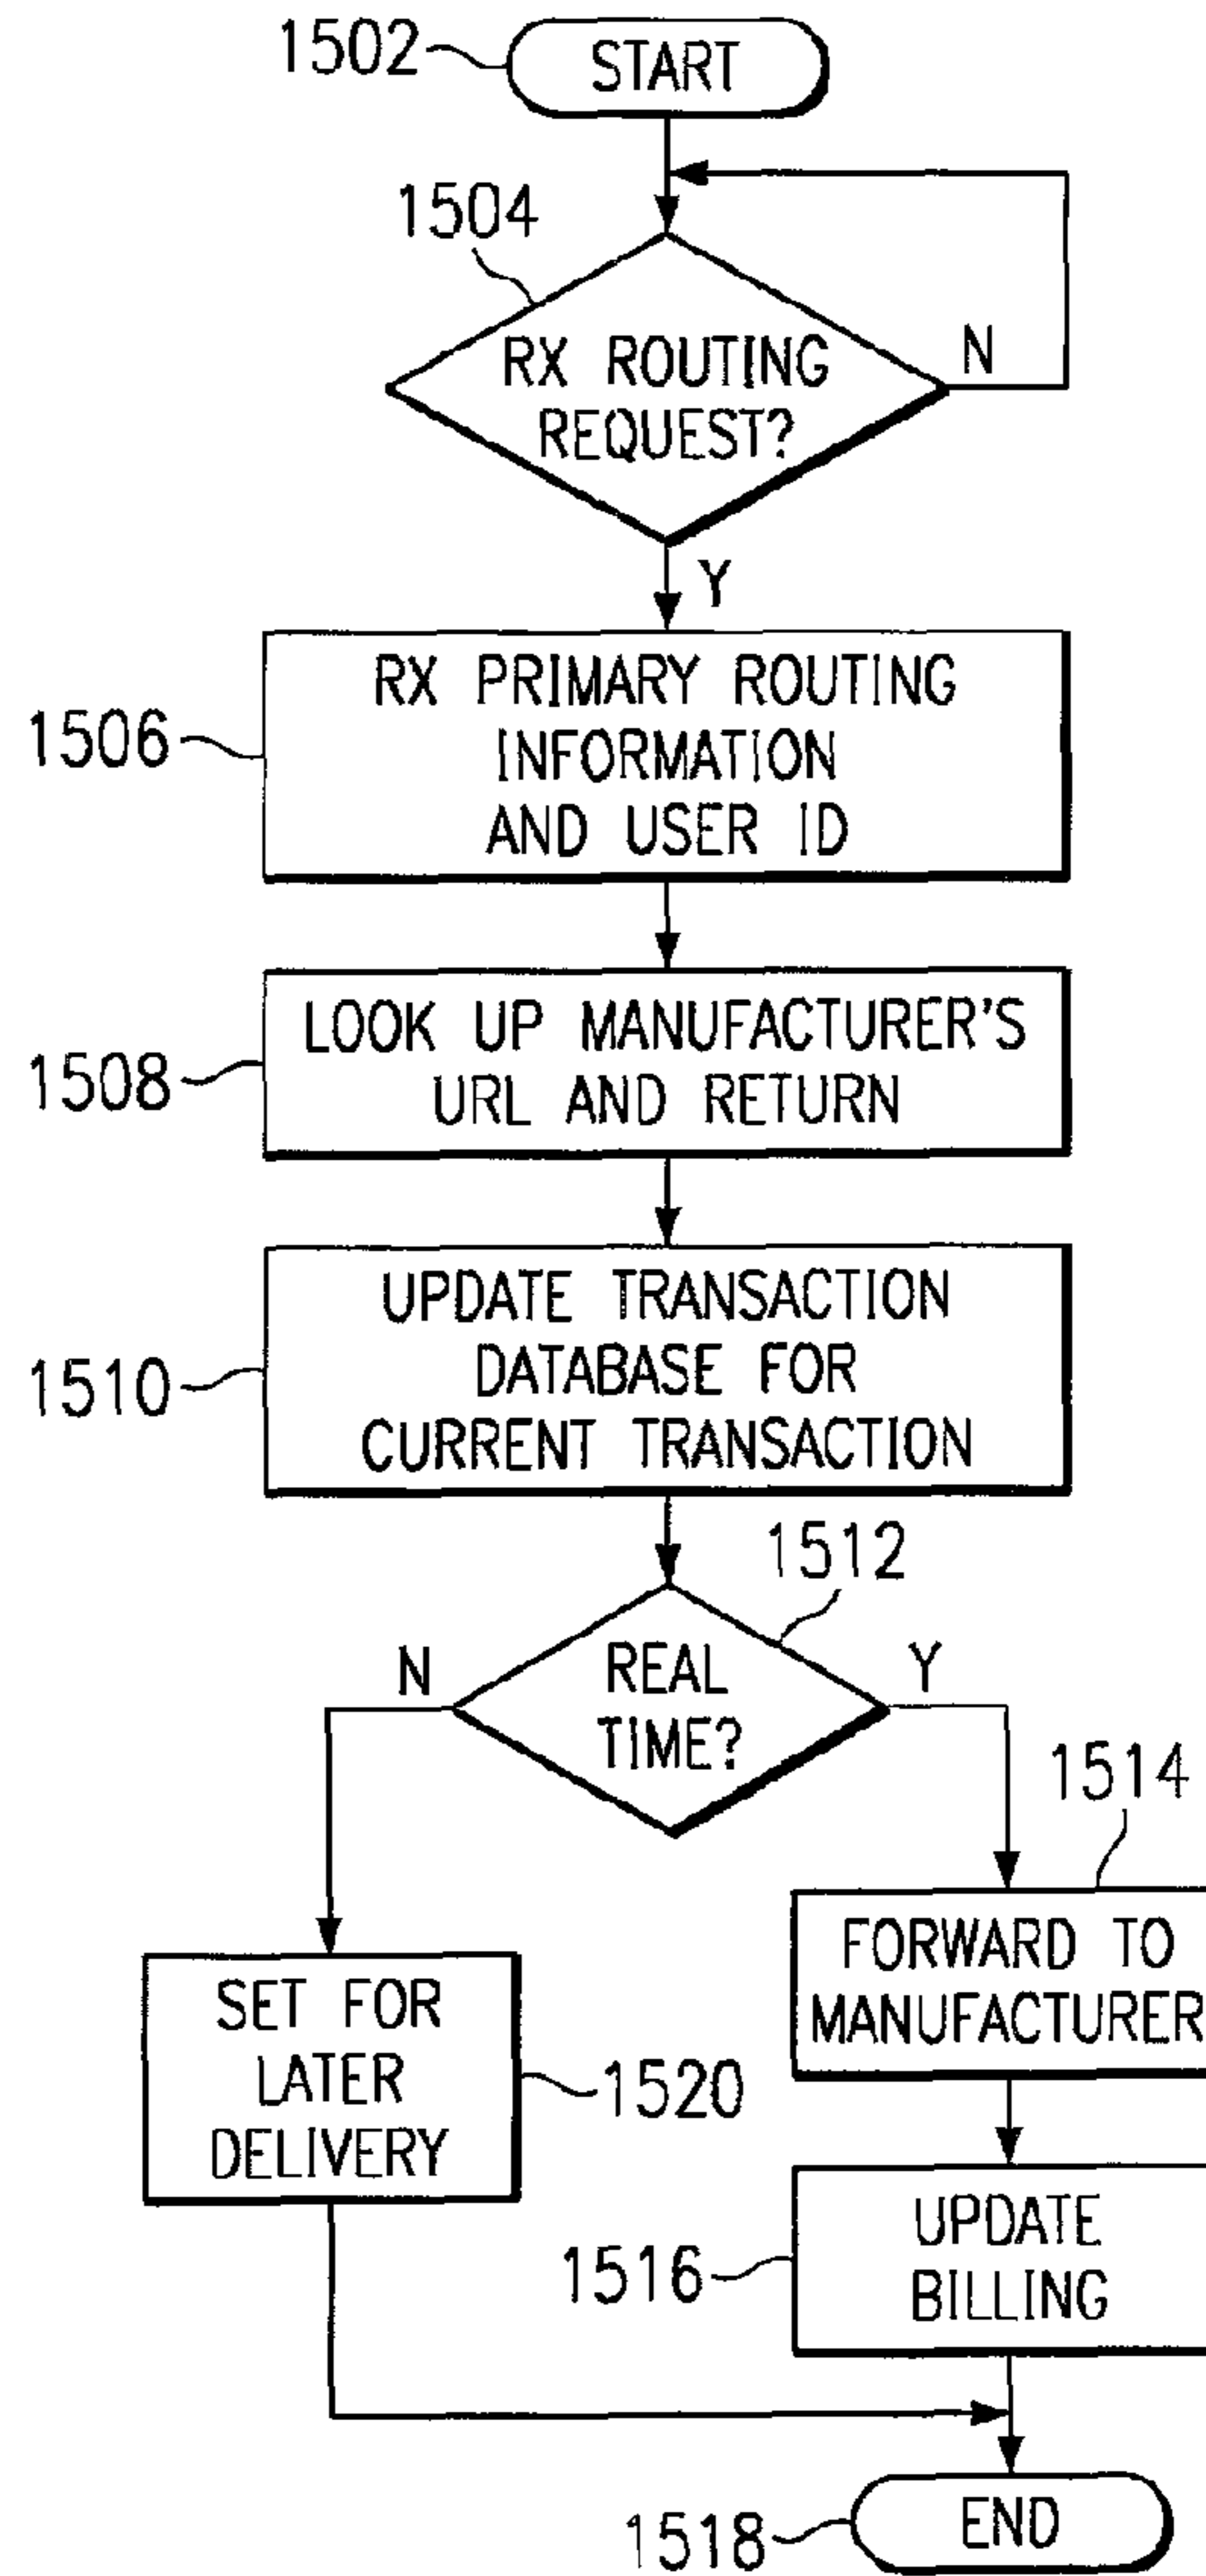 1502
START
1504
RX ROUTING
REQUEST?
N
Y
1506
RX PRIMARY ROUTING
INFORMATION
AND USER ID
1508
LOOK UP MANUFACTURER'S
URL AND RETURN
1510
UPDATE TRANSACTION
DATABASE FOR
CURRENT TRANSACTION
1512
N
REAL
TIME?
Y
1514
FORWARD TO
MANUFACTURER
SET FOR
LATER
DELIVERY
1520
1516
UPDATE
BILLING
1518
END